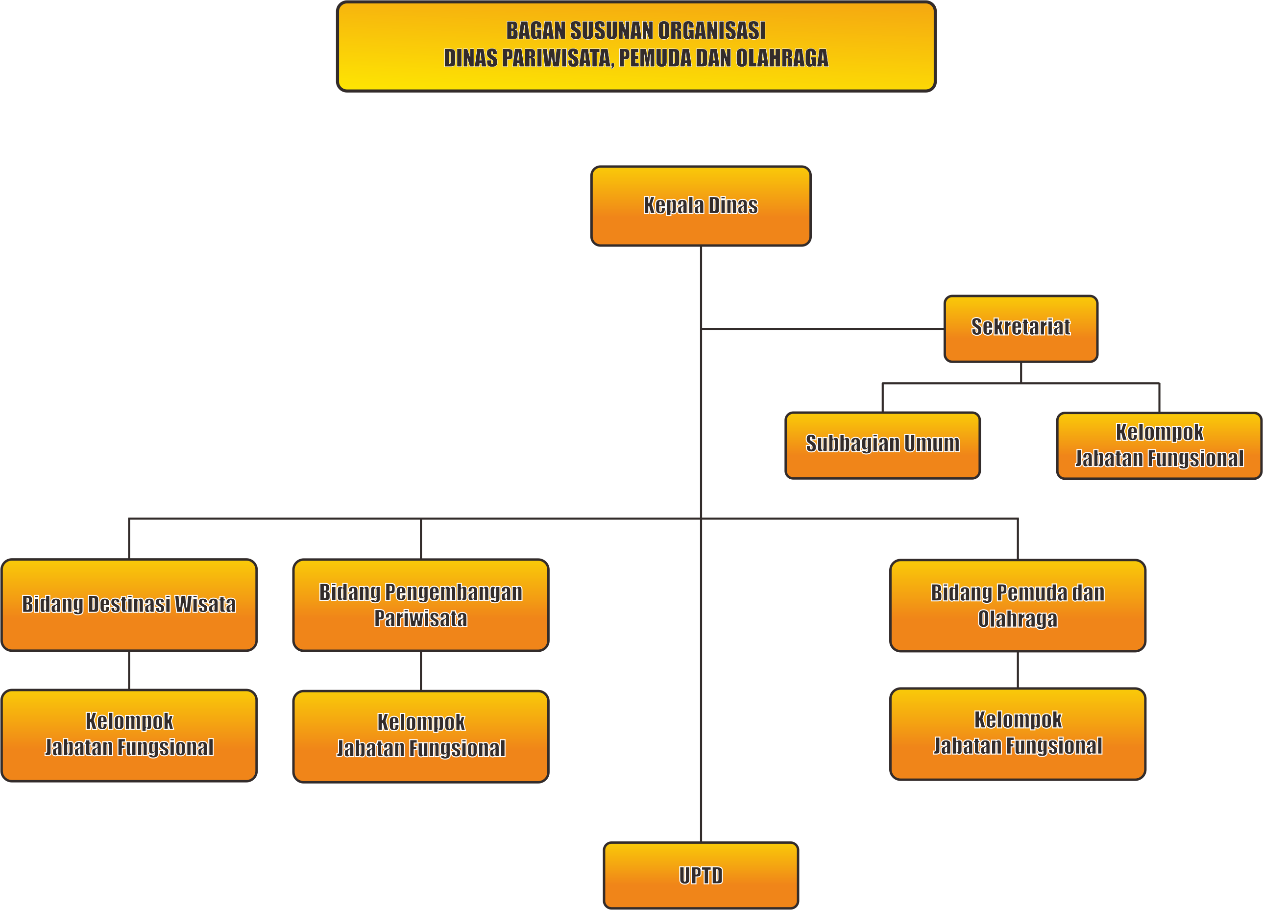 BAGAN SUSUNAN ORGANISASI
DINAS PARIWISATA, PEMUDA DAN OLAHRAGA
Kepala Dinas
Sekretariat
Subbagian Umum
Kelompok
Jabatan Fungsional
Bidang Destinasi Wisata
Bidang Pengembangan
Pariwisata
Bidang Pemuda dan
Olahraga
Kelompok
Jabatan Fungsional
Kelompok
Jabatan Fungsional
Kelompok
Jabatan Fungsional
UPTD